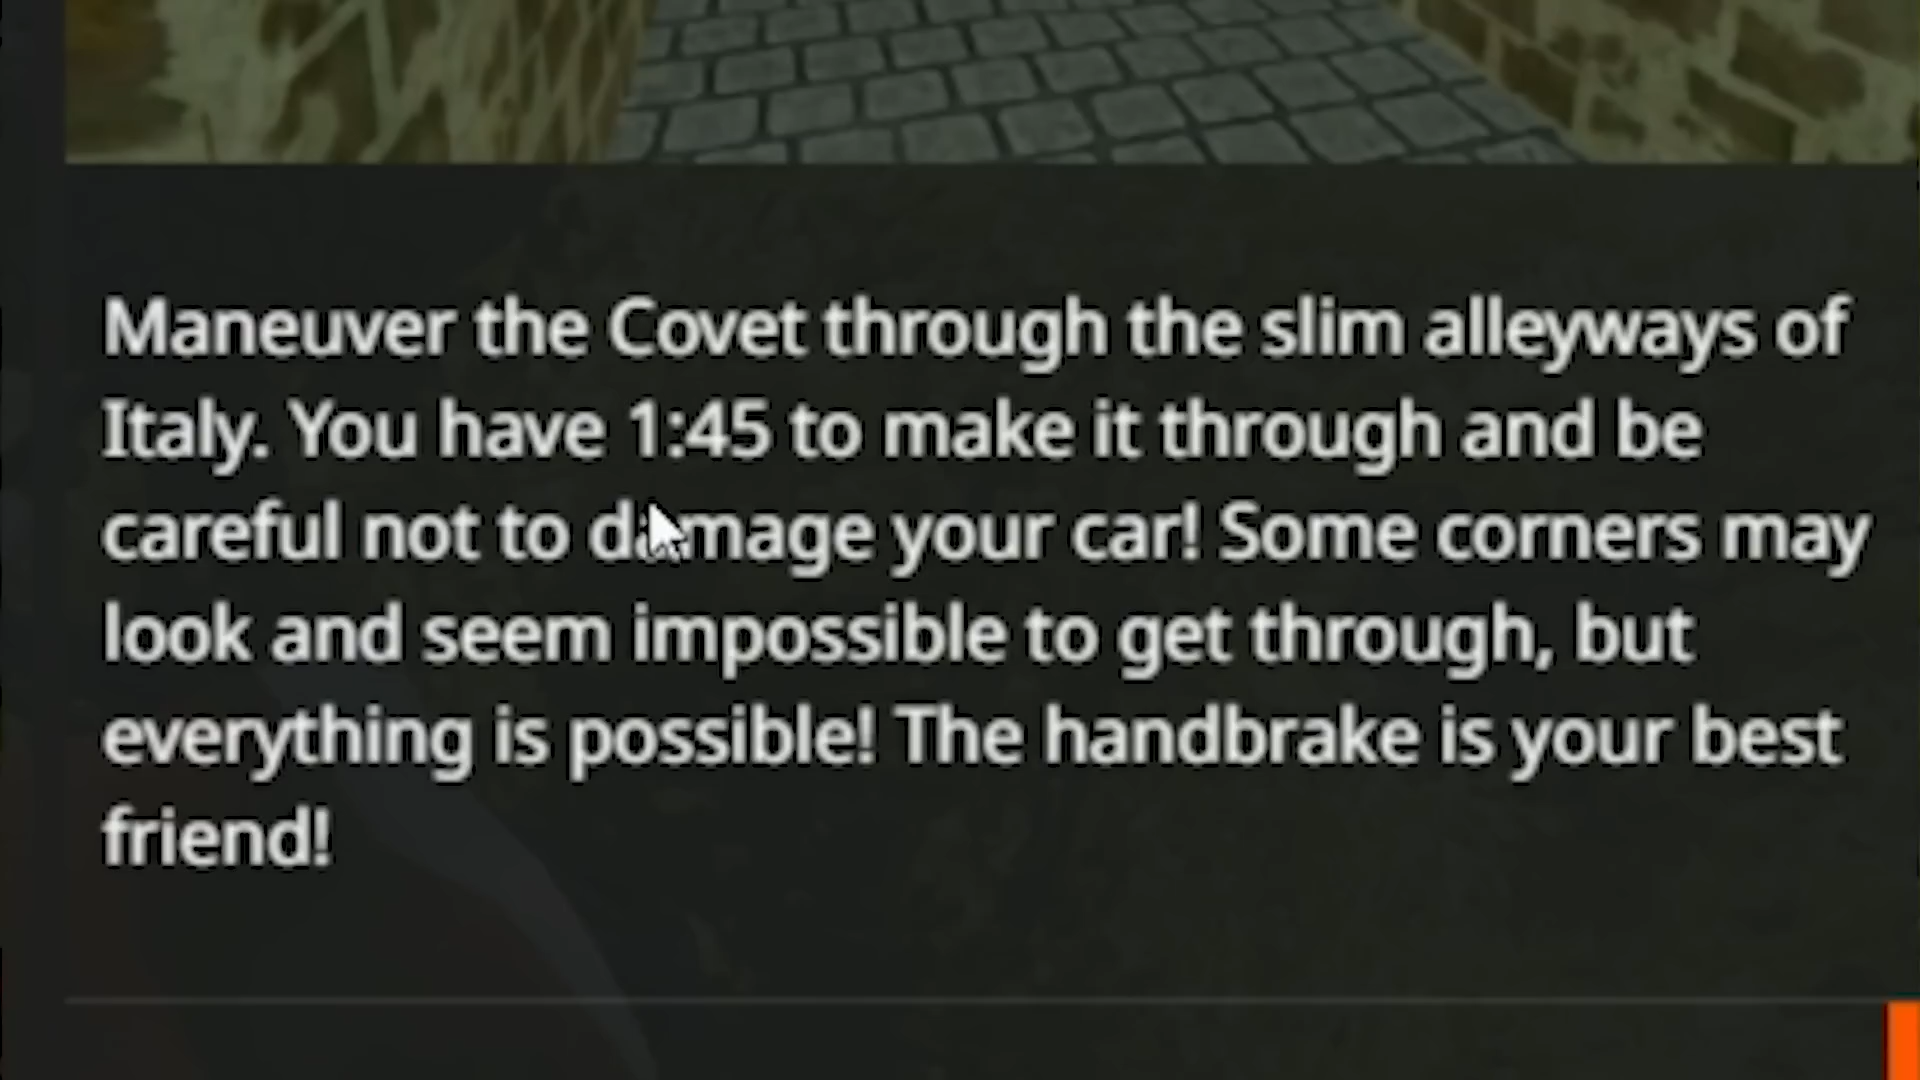 Maneuver the Covet through the slim alleyways of
Italy. You have 1:45 to make it through and be
careful not to damage your car! Some corners may
look and seem impossible to get through, but
everything is possible! The handbrake is your best
friend!